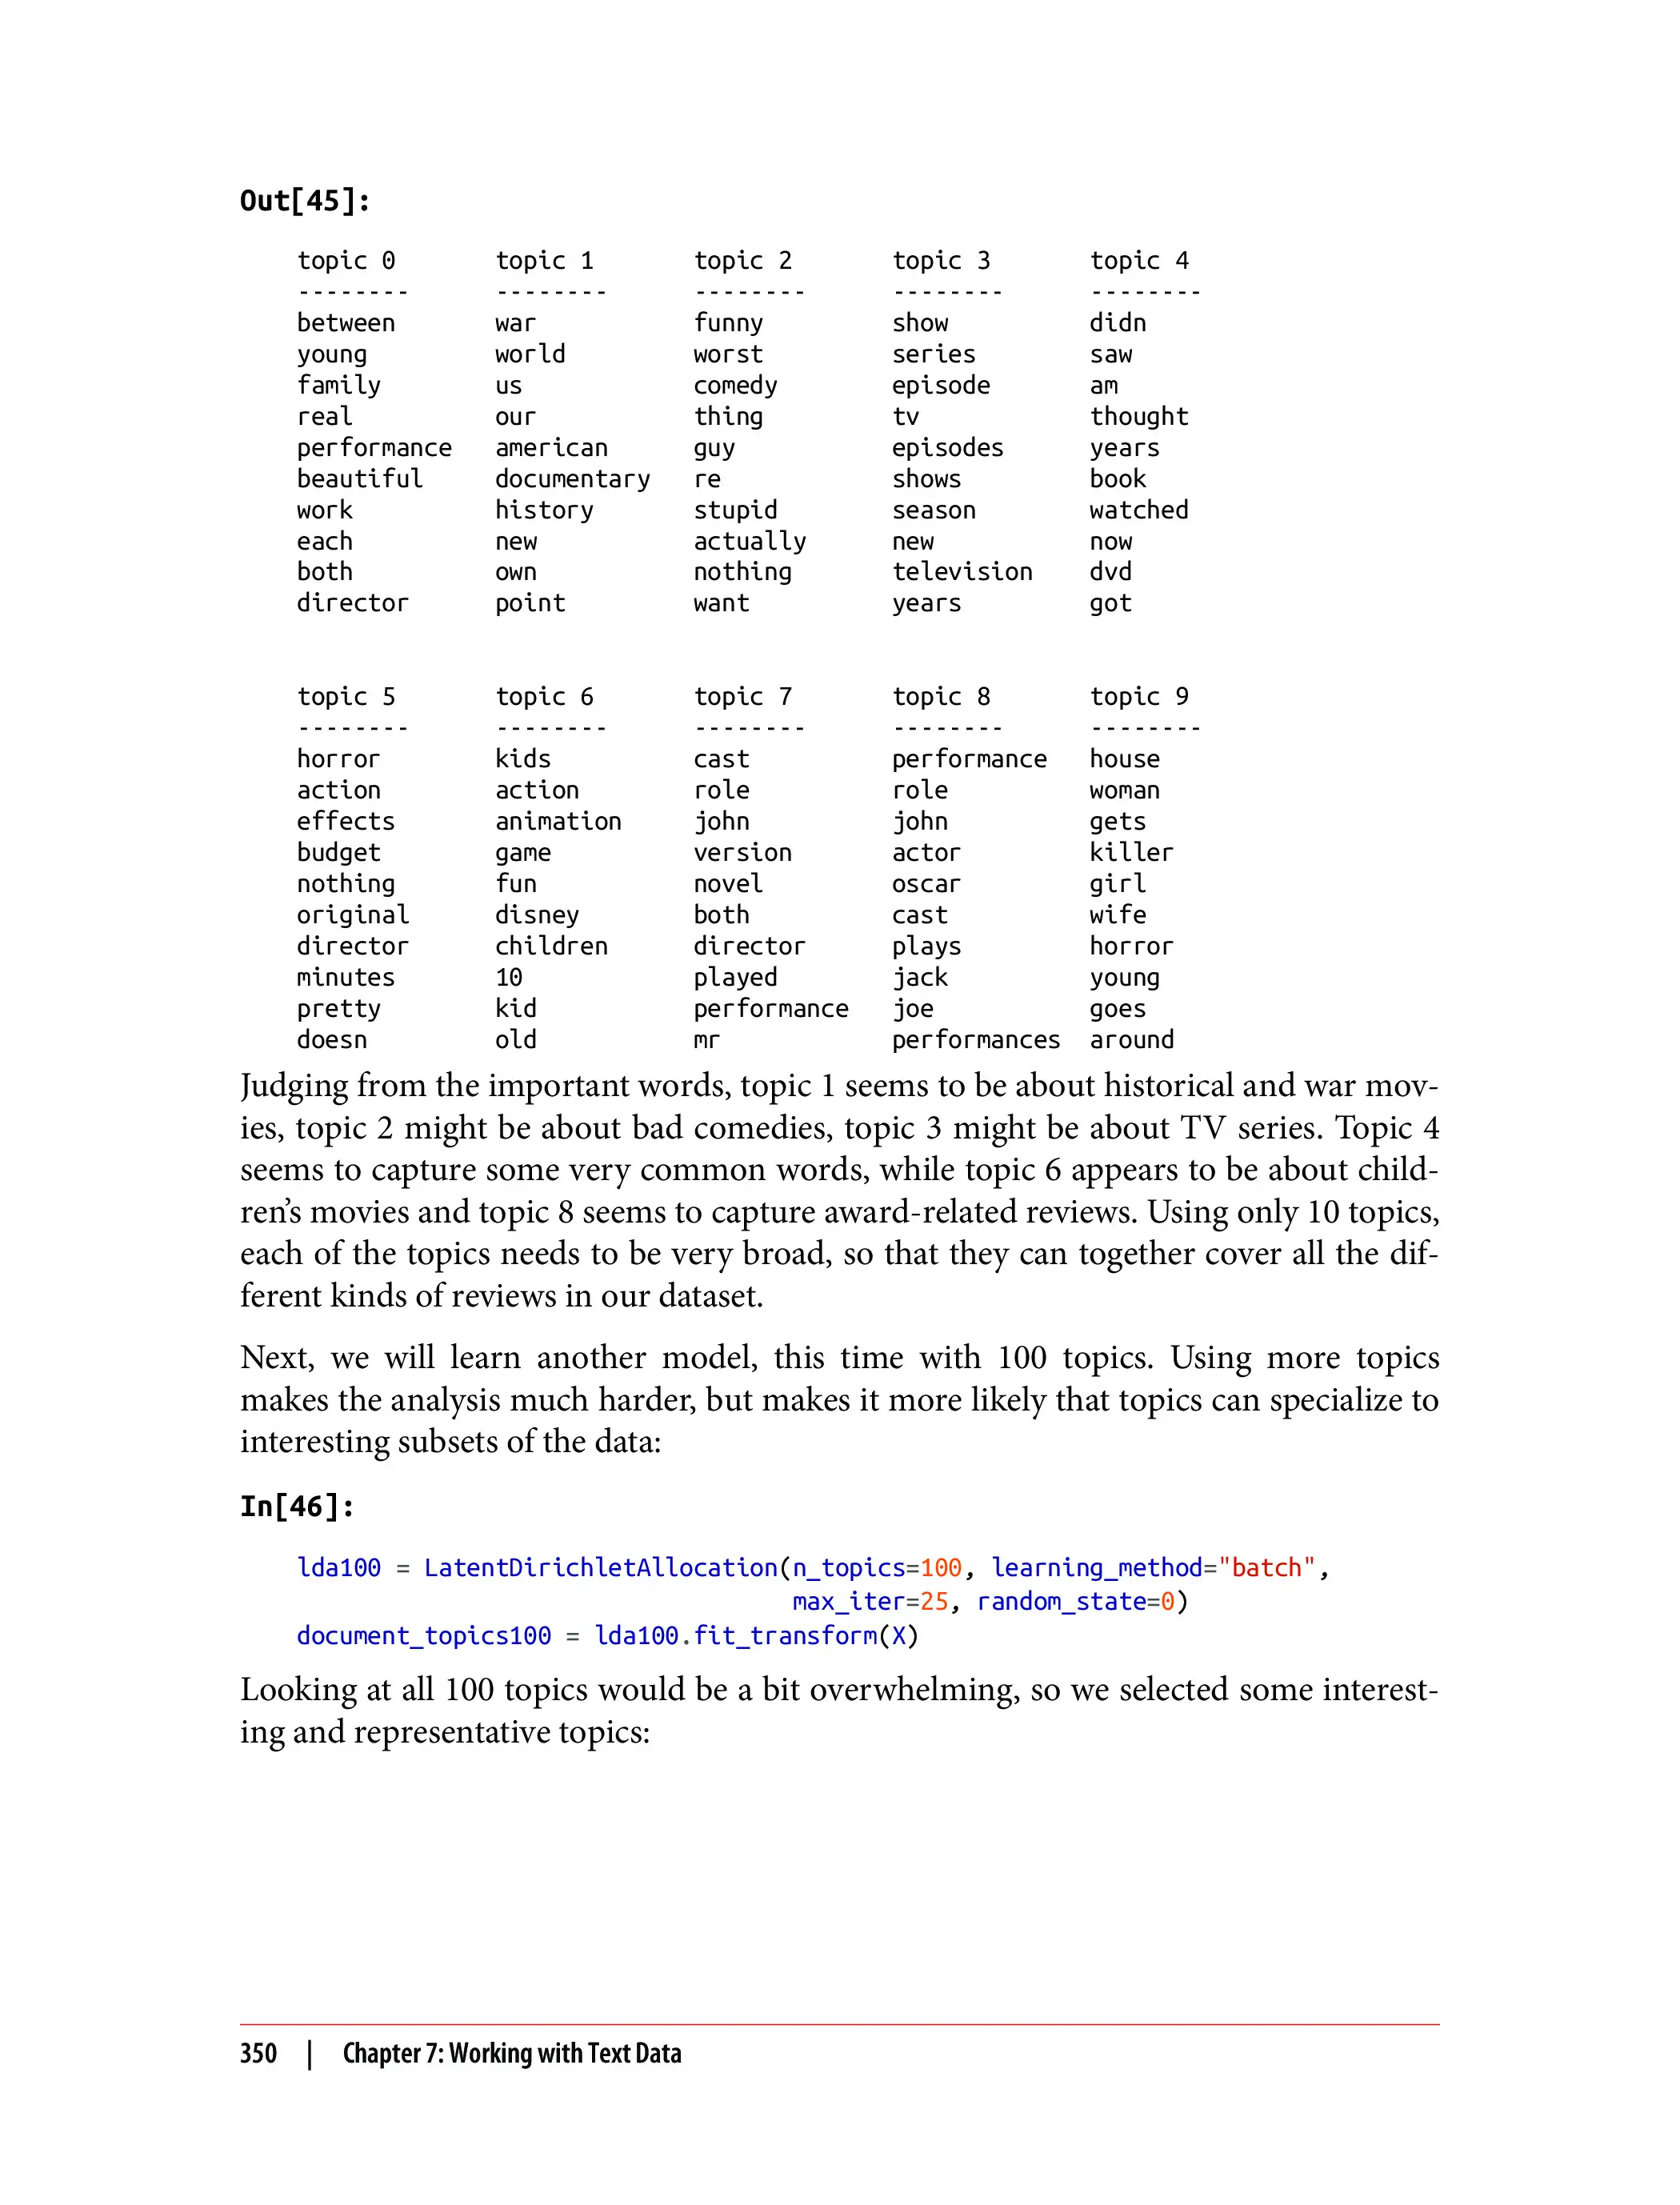 Out[45]:
topic 0       topic 1       topic 2       topic 3       topic 4
--------      --------      --------      --------      --------
between       war           funny         show          didn
young         world         worst         series        saw
family        us            comedy        episode       am
real          our           thing         tv            thought
performance   american      guy           episodes      years
beautiful     documentary   re            shows         book
work          history       stupid        season        watched
each          new           actually      new           now
both          own           nothing       television    dvd
director      point         want          years         got
topic 5       topic 6       topic 7       topic 8       topic 9
--------      --------      --------      --------      --------
horror        kids          cast          performance   house
action        action        role          role          woman
effects       animation     john          john          gets
budget        game          version       actor         killer
nothing       fun           novel         oscar         girl
original      disney        both          cast          wife
director      children      director      plays         horror
minutes       10            played        jack          young
pretty        kid           performance   joe           goes
doesn         old           mr            performances  around
Judging from the important words, topic 1 seems to be about historical and war mov-
ies, topic 2 might be about bad comedies, topic 3 might be about TV series. Topic 4
seems to capture some very common words, while topic 6 appears to be about child-
ren’s movies and topic 8 seems to capture award-related reviews. Using only 10 topics,
each of the topics needs to be very broad, so that they can together cover all the dif-
ferent kinds of reviews in our dataset.
Next, we will learn another model, this time with 100 topics. Using more topics
makes the analysis much harder, but makes it more likely that topics can specialize to
interesting subsets of the data:
In[46]:
lda100 = LatentDirichletAllocation(n_topics=100, learning_method="batch",
                                   max_iter=25, random_state=0)
document_topics100 = lda100.fit_transform(X)
Looking at all 100 topics would be a bit overwhelming, so we selected some interest-
ing and representative topics:
350 | Chapter 7: Working with Text Data